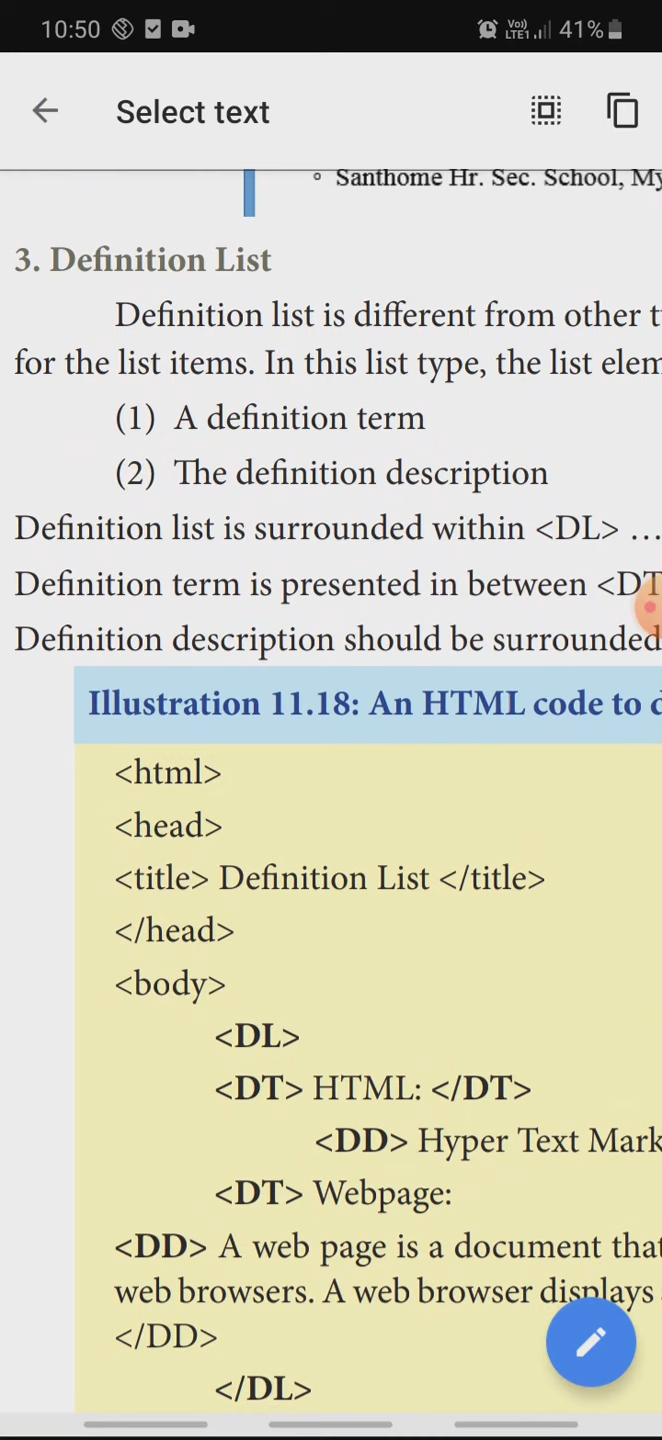 10:50
Vo)) LTE1 41%
Select text
◦ Santhome Hr. Sec. School, My
3. Definition List
Definition list is different from other
for the list items. In this list type, the list
(1) A definition term
(2) The definition description
Definition list is surrounded within <DL> …
Definition term is presented in between <DT
Definition description should be surrounded
Illustration 11.18: An HTML code to
<html>
<head>
<title> Definition List </title>
</head>
<body>
<DL>
<DT> HTML: </DT>
<DD> Hyper Text Mark
<DT> Webpage:
<DD> A web page is a document that
web browsers. A web browser displays
</DD>
</DL>